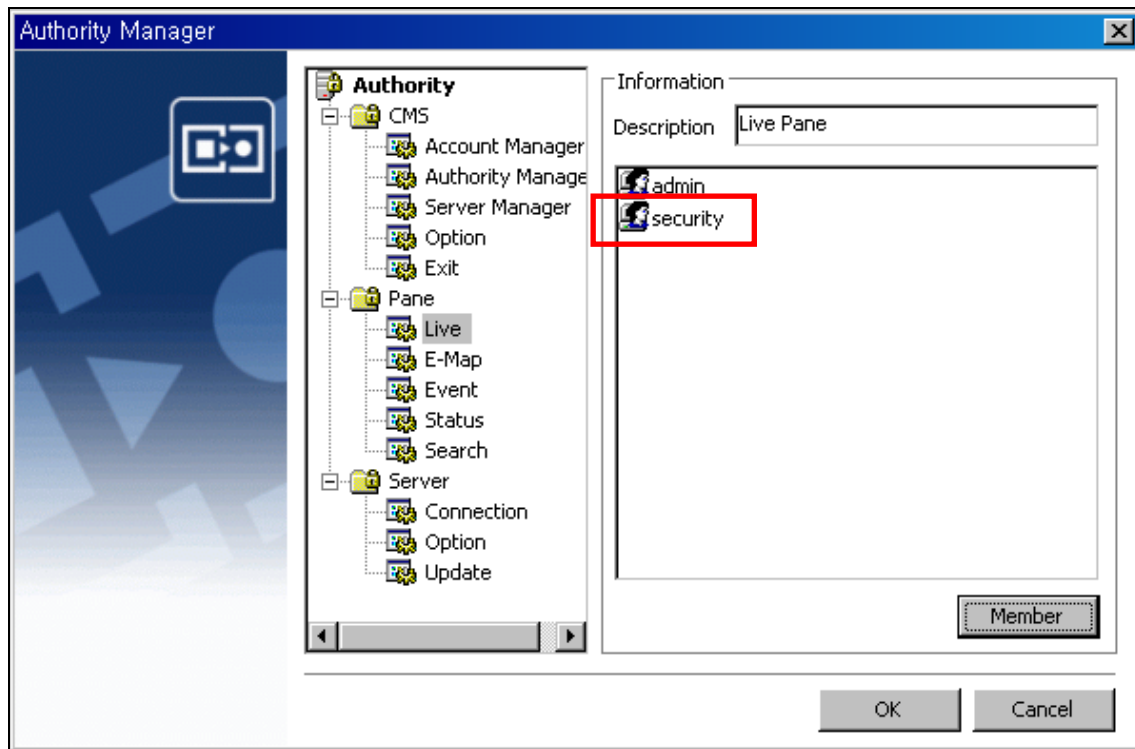 Authority Manager
Authority
CMS
Account Manager
Authority Manage
Server Manager
Option
Exit
Pane
Live
E-Map
Event
Status
Search
Server
Connection
Option
Update
Information
Description
Live Pane
admin
security
Member
OK
Cancel